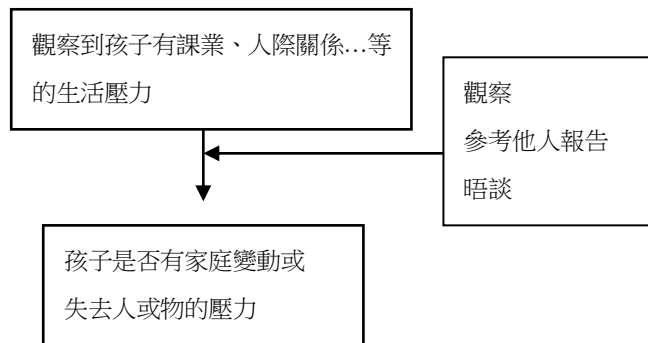 觀察到孩子有課業、人際關係…等
的生活壓力
觀察
參考他人報告
晤談
孩子是否有家庭變動或
失去人或物的壓力